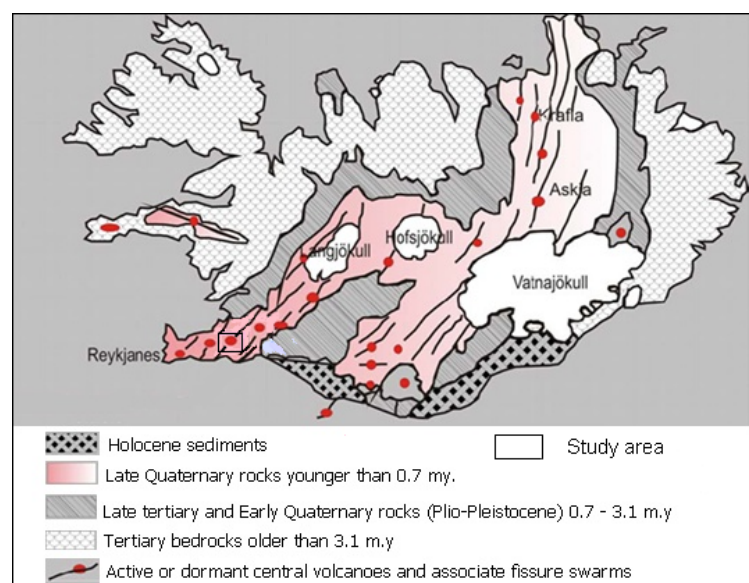 Krafla
Askja
Hofsjökull
Langjökull
Vatnajökull
Reykjanes
Holocene sediments
Study area
Late Quaternary rocks younger than 0.7 my.
Late tertiary and Early Quaternary rocks (Plio-Pleistocene) 0.7 - 3.1 m.y
Tertiary bedrocks older than 3.1 m.y
Active or dormant central volcanoes and associate fissure swarms